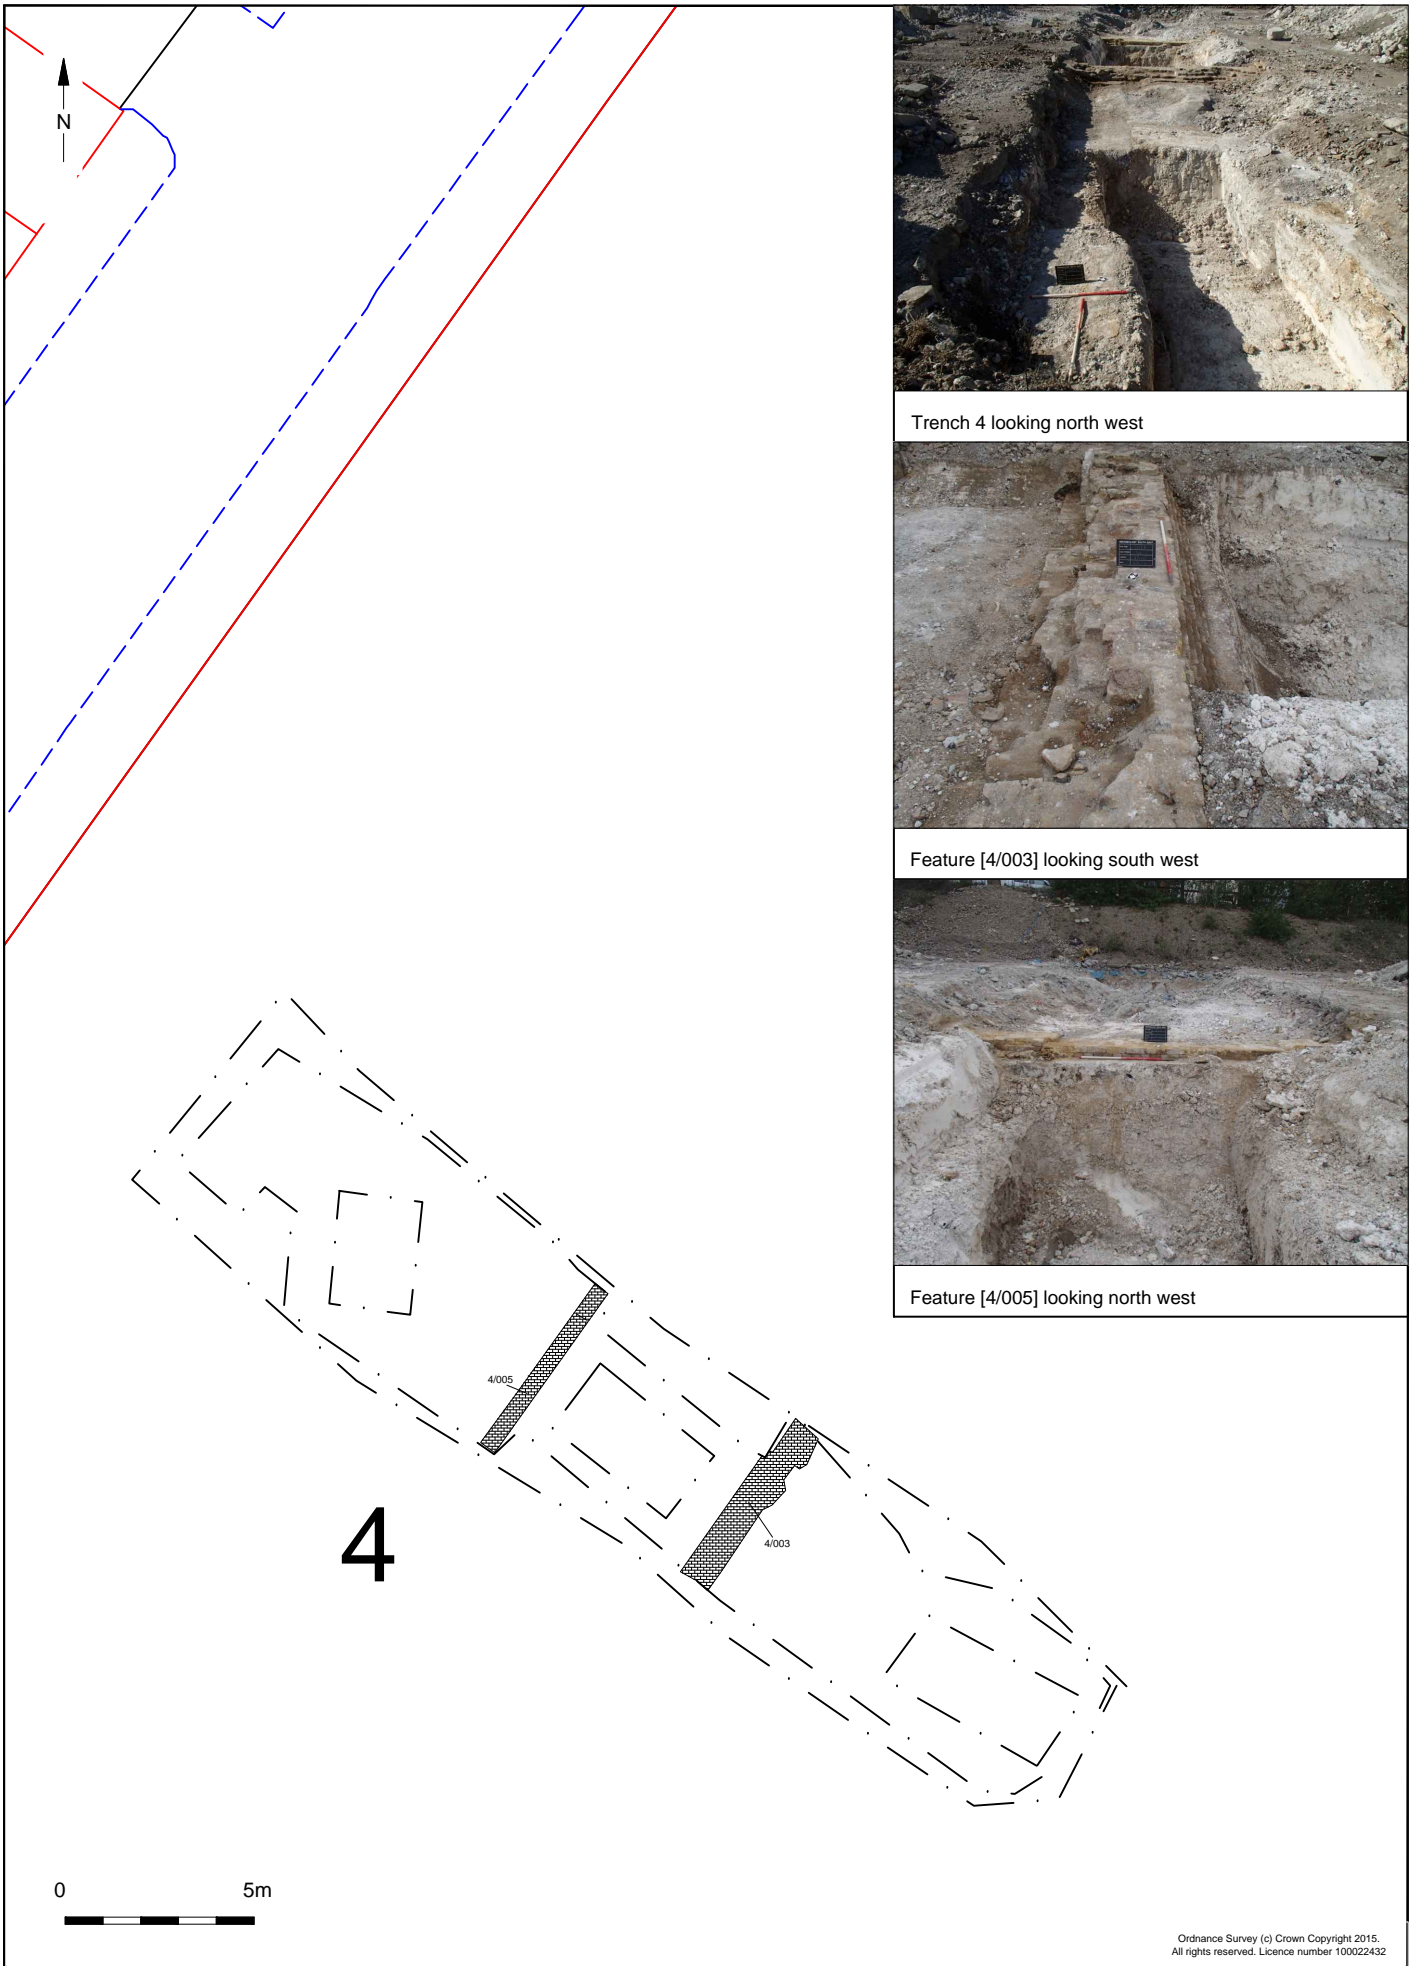 N
Trench 4 looking north west
Feature [4/003] looking south west
Feature [4/005] looking north west
4/005
4/003
4
0 5m
Ordnance Survey (c) Crown Copyright 2015.
All rights reserved. Licence number 100022432